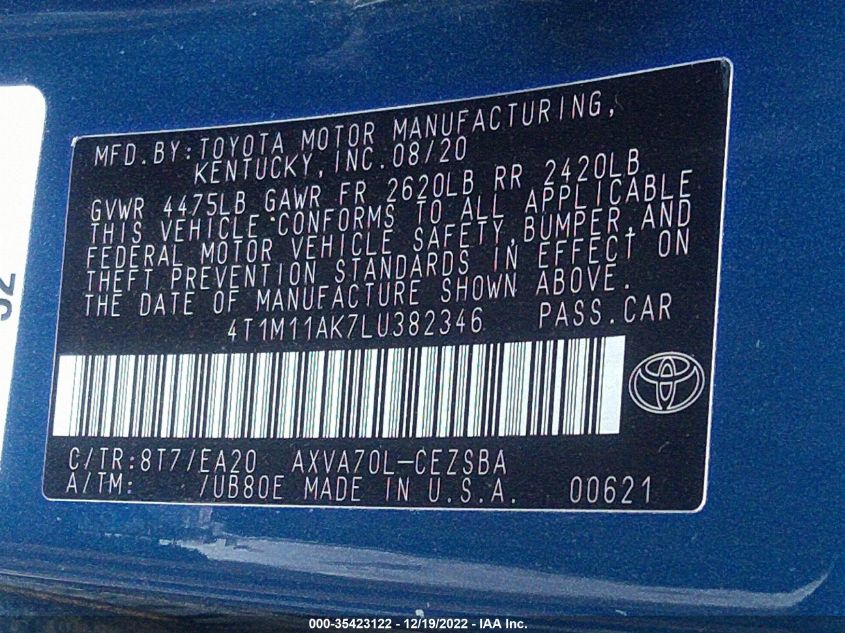 MFD.BY:TOYOTA MOTOR MANUFACTURING,
KENTUCKY,INC.08/20
GVWR 4475LB GAWR FR 2620LB RR 2420LB
THIS VEHICLE CONFORMS TO ALL APPLICABLE
FEDERAL MOTOR VEHICLE SAFETY,BUMPER,AND
THEFT PREVENTION STANDARDS IN EFFECT ON
THE DATE OF MANUFACTURE SHOWN ABOVE.
4T1M11AK7LU382346 PASS.CAR
C/TR:8T7/EA20 AXVA70L-CEZSBA
A/TM: /UB80E MADE IN U.S.A. 00621
000-35423122 - 12/19/2022 - IAA Inc.